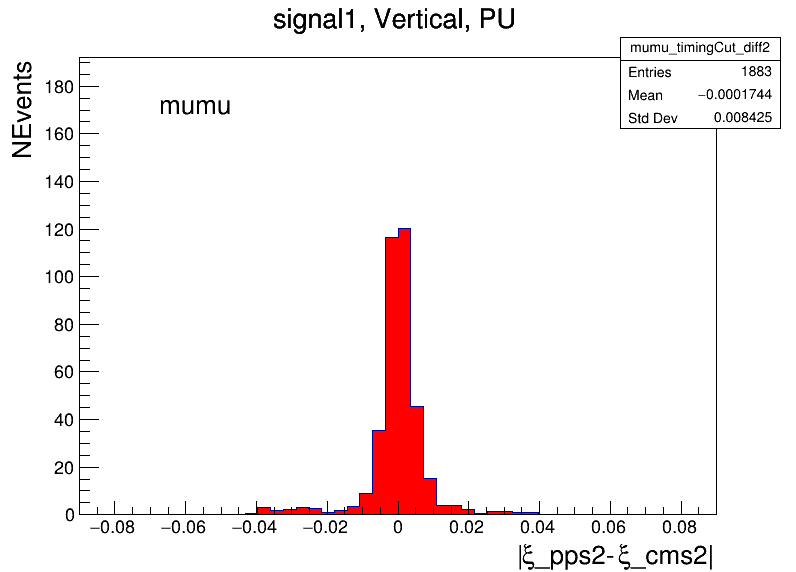 signal1, Vertical, PU
mumu_timingCut_diff2
Entries 1883
Mean −0.0001744
Std Dev 0.008425
NEvents
mumu
180
160
140
120
100
80
60
40
20
0
−0.08 −0.06 −0.04 −0.02 0 0.02 0.04 0.06 0.08
|ξ_pps2-ξ_cms2|